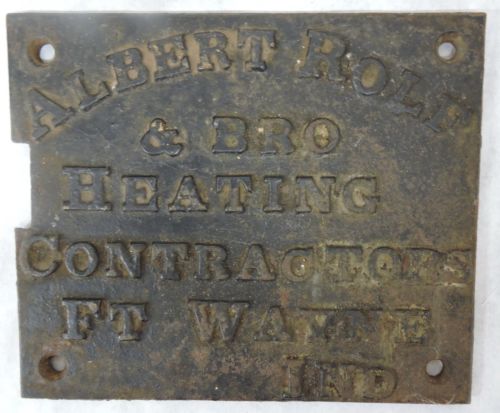 ALBERT ROLF
& BRO
HEATING
CONTRACTORS
FT WAYNE
IND